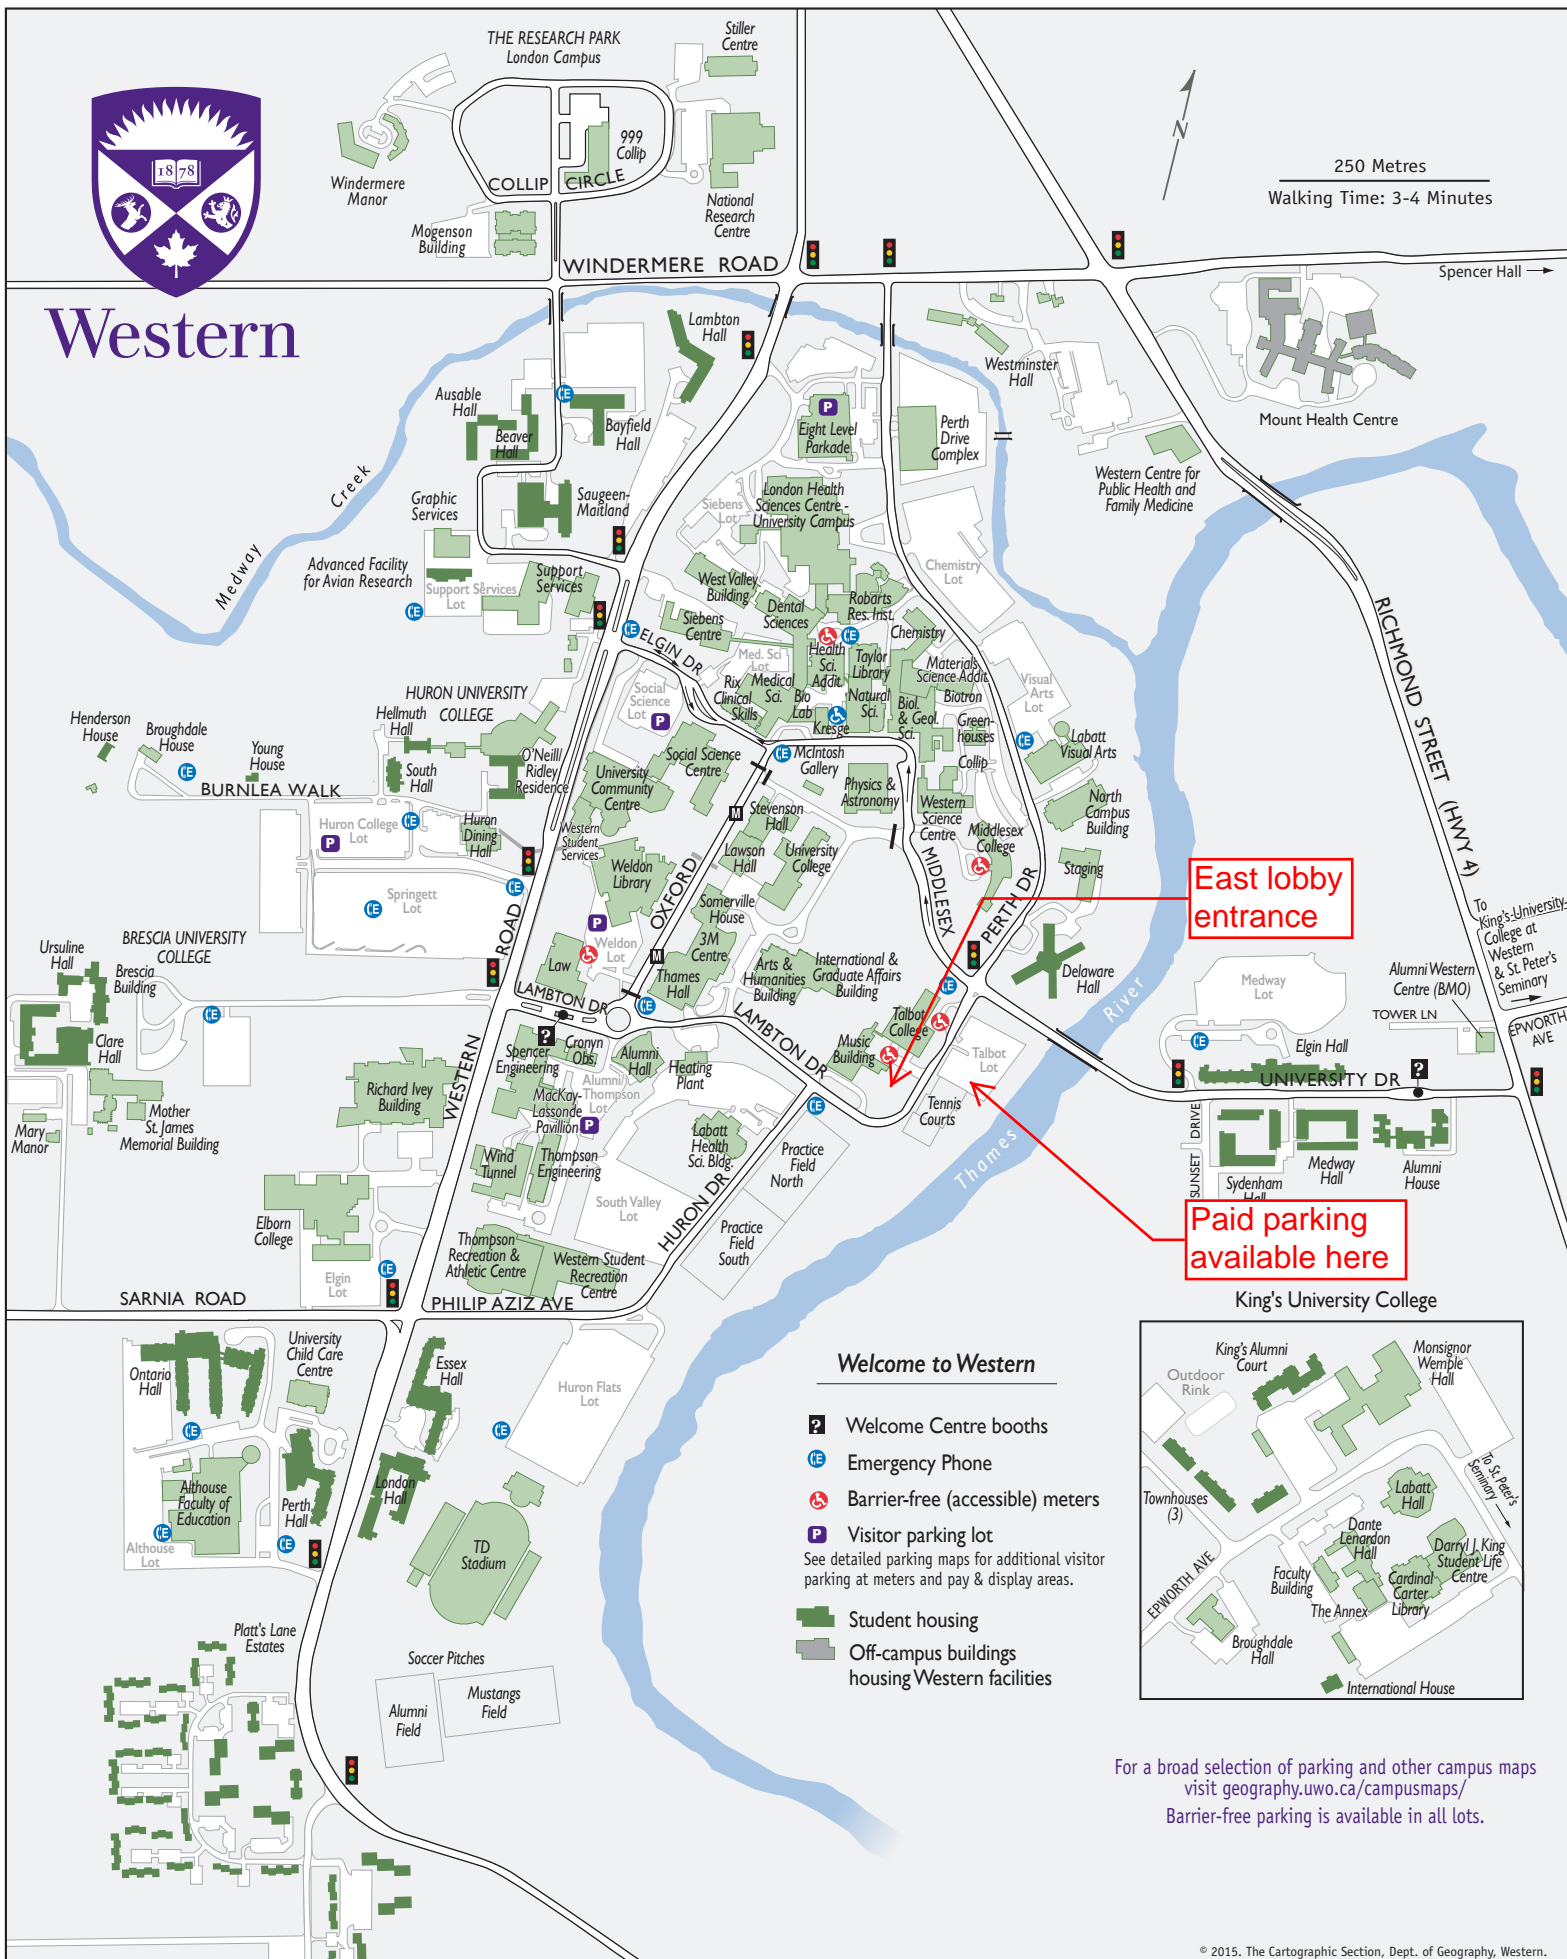 THE RESEARCH PARK
London Campus
Stiller
Centre
999
Collip
Windermere
Manor
COLLIP CIRCLE
National
Research
Centre
Mogenson
Building
18 78
Western
N
250 Metres
Walking Time: 3-4 Minutes
WINDERMERE ROAD
Spencer Hall
Lambton
Hall
Westminster
Hall
Mount Health Centre
Ausable
Hall
Beaver
Hall
Bayfield
Hall
P
Eight Level
Parkade
Perth
Drive
Complex
Western Centre for
Public Health and
Family Medicine
Medway Creek
Graphic
Services
Saugeen-
Maitland
Siebens
Lot
London Health
Sciences Centre -
University Campus
Chemistry
Lot
Advanced Facility
for Avian Research
Support Services
Lot
Support
Services
West Valley
Building
Dental
Sciences
Robarts
Res. Inst.
Siebens
Centre
Chemistry
ELGIN DR
Med. Sci
Lot
Health
Sci.
Addit.
Taylor
Library
Materials
Science Addit.
Medical
Sci.
Rix
Clinical
Skills
Bio
Lab
Natural
Sci.
Biotron
Biol.
& Geol.
Sci.
Kresge
Green-
houses
Visual
Arts
Lot
RICHMOND STREET (HWY 4)
HURON UNIVERSITY
COLLEGE
Social
Science
Lot
P
Henderson
House
Broughdale
House
Young
House
Hellmuth
Hall
South
Hall
O'Neill/
Ridley
Residence
BURNLEA WALK
Social Science
Centre
University
Community
Centre
McIntosh
Gallery
Physics &
Astronomy
Collip
Labatt
Visual Arts
Huron College
Lot
P
Huron
Dining
Hall
Western
Student
Services
M
Stevenson
Hall
Western
Science
Centre
North
Campus
Building
Middlesex
College
Weldon
Library
Lawson
Hall
University
College
Staging
Springett
Lot
OXFORD
MIDDLESEX
PERTH DR
East lobby
entrance
To
King's University
College at
Western
& St. Peter's
Seminary
Somerville
House
P
Weldon
Lot
3M
Centre
BRESCIA UNIVERSITY
COLLEGE
Ursuline
Hall
Brescia
Building
Law
M
Thames
Hall
Arts &
Humanities
Building
International &
Graduate Affairs
Building
Delaware
Hall
Medway
Lot
Alumni Western
Centre (BMO)
TOWER LN
EPWORTH
AVE
WESTERN ROAD
LAMBTON DR
LAMBTON DR
Talbot
College
Music
Building
Talbot
Lot
Elgin Hall
?
UNIVERSITY DR
Clare
Hall
?
Spencer
Engineering
Cronyn
Obs.
Alumni
Hall
Heating
Plant
Richard Ivey
Building
Alumni/
Thompson
Lot
P
MacKay-
Lassonde
Pavillion
Tennis
Courts
Mother
St. James
Memorial Building
Mary
Manor
Labatt
Health
Sci. Bldg.
Practice
Field
North
Thames River
SUNSET DRIVE
Sydenham
Hall
Medway
Hall
Alumni
House
Wind
Tunnel
Thompson
Engineering
South Valley
Lot
HURON DR
Practice
Field
South
Paid parking
available here
Elborn
College
Elgin
Lot
Thompson
Recreation &
Athletic Centre
Western Student
Recreation
Centre
SARNIA ROAD
PHILIP AZIZ AVE
King's University College
Ontario
Hall
University
Child Care
Centre
Essex
Hall
Huron Flats
Lot
Welcome to Western
? Welcome Centre booths
E Emergency Phone
Barrier-free (accessible) meters
P Visitor parking lot
See detailed parking maps for additional visitor
parking at meters and pay & display areas.
Student housing
Off-campus buildings
housing Western facilities
King's Alumni
Court
Monsignor
Wemple
Hall
Outdoor
Rink
Townhouses
(3)
To St. Peter's
Seminary
Labatt
Hall
Dante
Lenardon
Hall
Darryl J. King
Student Life
Centre
Faculty
Building
Cardinal
Carter
Library
The Annex
EPWORTH AVE
Broughdale
Hall
International House
Althouse
Faculty of
Education
Althouse
Lot
Perth
Hall
London
Hall
TD
Stadium
Platt's Lane
Estates
Soccer Pitches
Alumni
Field
Mustangs
Field
For a broad selection of parking and other campus maps
visit geography.uwo.ca/campusmaps/
Barrier-free parking is available in all lots.
© 2015. The Cartographic Section, Dept. of Geography, Western.